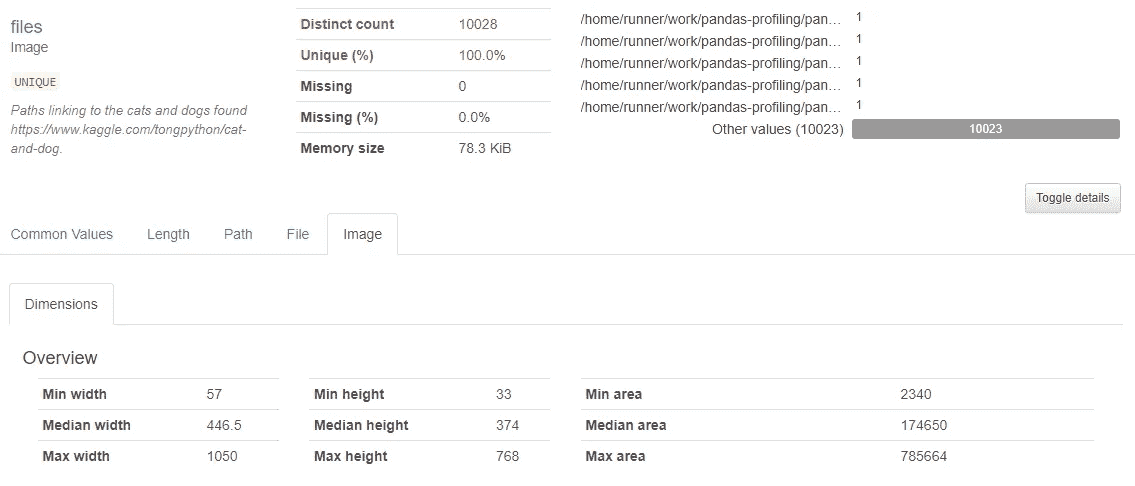 files
Image
UNIQUE
Paths linking to the cats and dogs found
https://www.kaggle.com/tongpython/cat-
and-dog.
Distinct count 10028
Unique (%) 100.0%
Missing 0
Missing (%) 0.0%
Memory size 78.3 KiB
/home/runner/work/pandas-profiling/pan... 1
/home/runner/work/pandas-profiling/pan... 1
/home/runner/work/pandas-profiling/pan... 1
/home/runner/work/pandas-profiling/pan... 1
/home/runner/work/pandas-profiling/pan... 1
Other values (10023) 10023
Toggle details
Common Values Length Path File Image
Dimensions
Overview
Min width 57 Min height 33 Min area 2340
Median width 446.5 Median height 374 Median area 174650
Max width 1050 Max height 768 Max area 785664